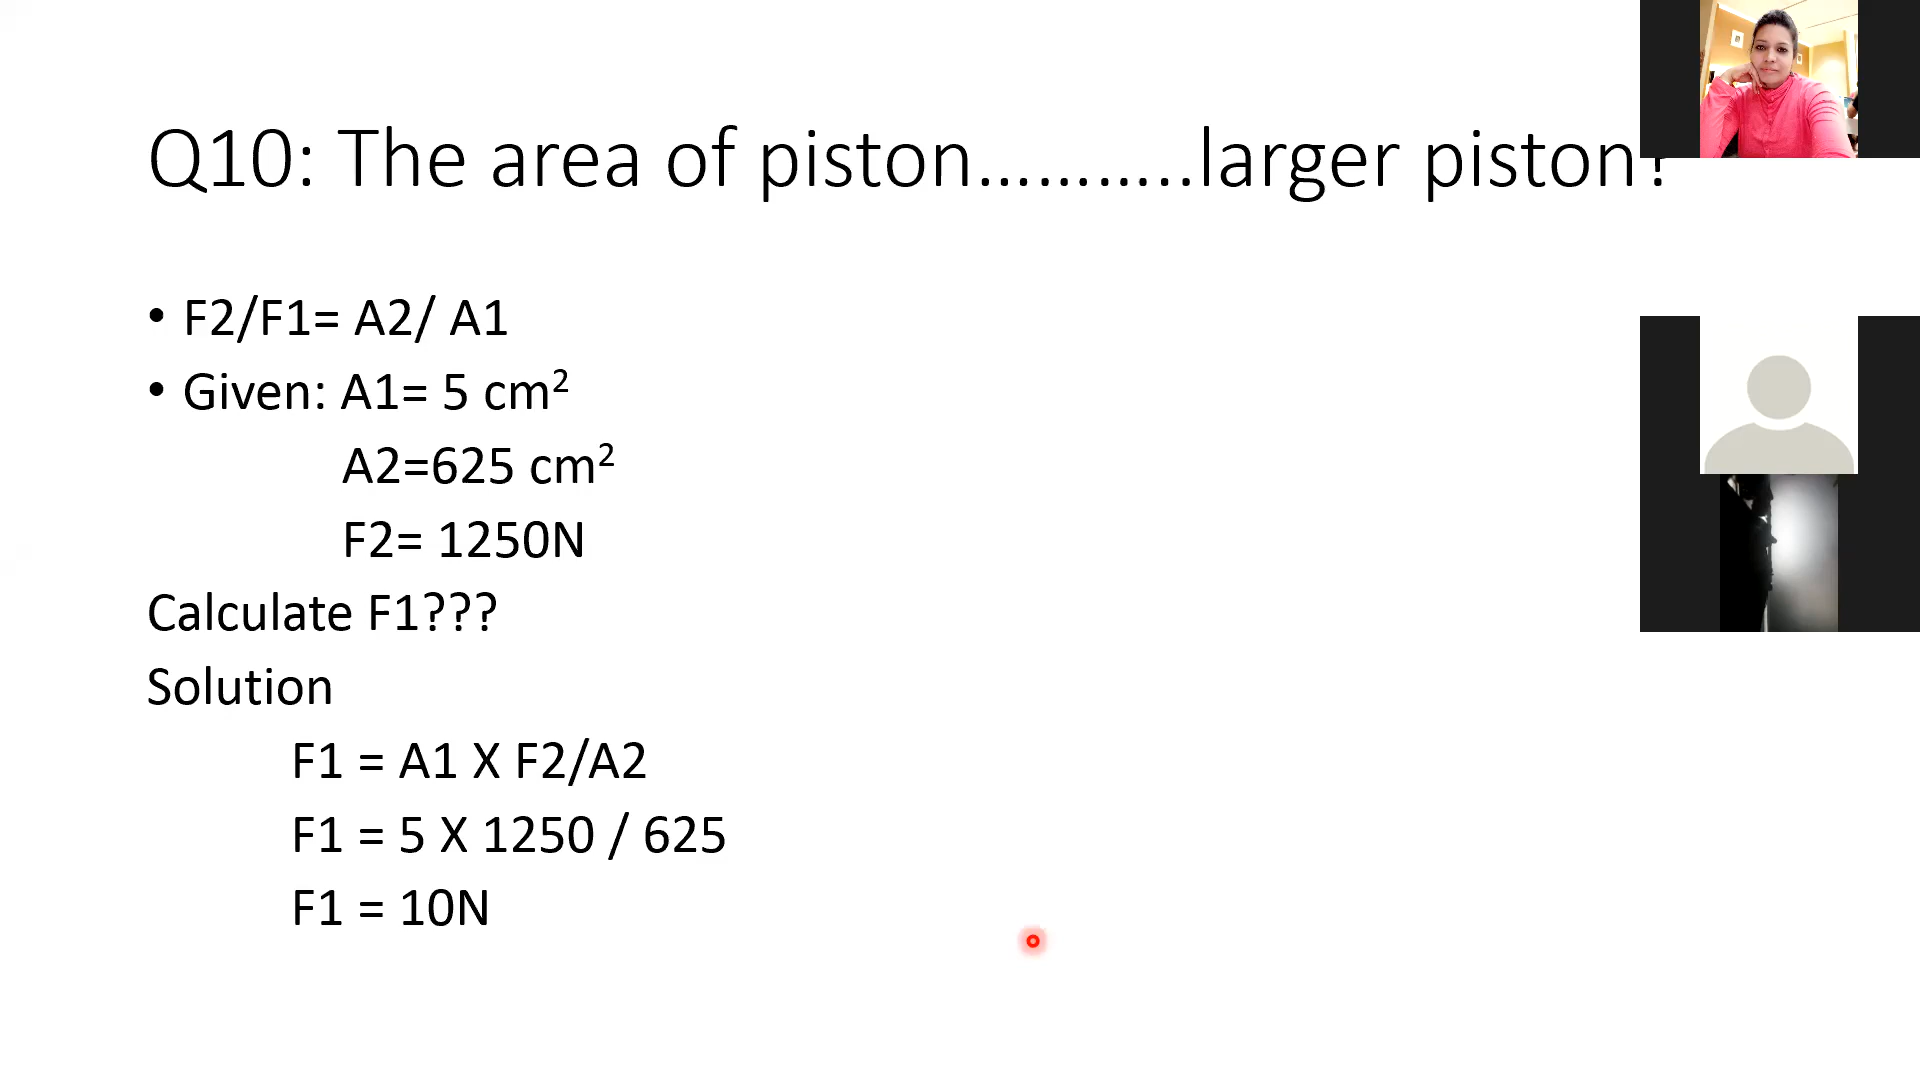 Q10: The area of piston………..larger piston?
• F2/F1= A2/ A1
• Given: A1= 5 cm²
A2=625 cm²
F2= 1250N
Calculate F1???
Solution
F1 = A1 X F2/A2
F1 = 5 X 1250 / 625
F1 = 10N